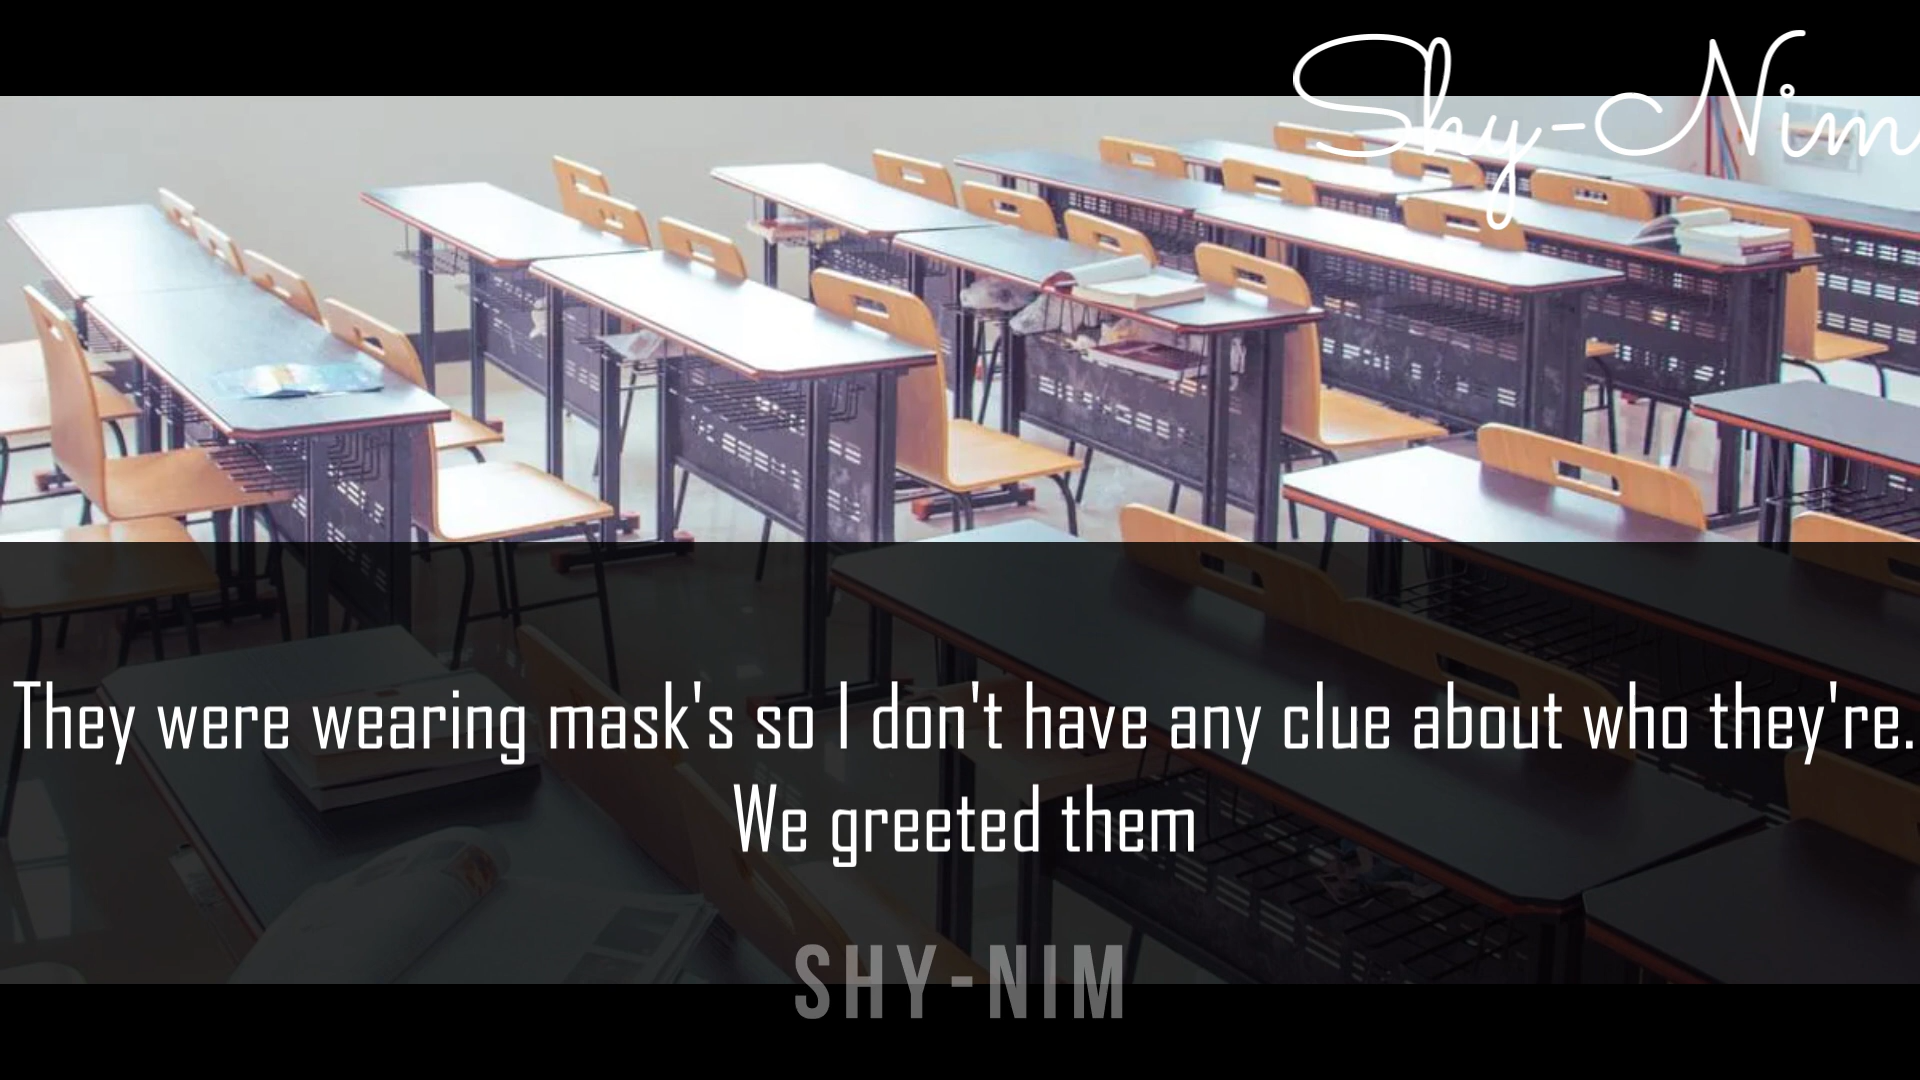 Shy-Nim
They were wearing mask's so I don't have any clue about who they're.
We greeted them
SHY-NIM